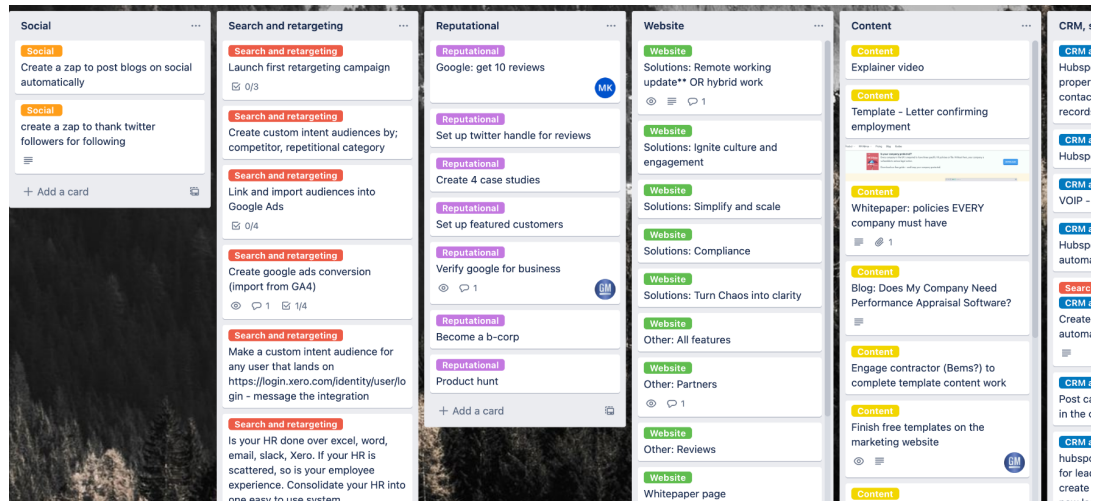 Social
Social
Create a zap to post blogs on social
automatically
Social
create a zap to thank twitter
followers for following
+ Add a card
Search and retargeting
Search and retargeting
Launch first retargeting campaign
0/3
Search and retargeting
Create custom intent audiences by;
competitor, repetitional category
Search and retargeting
Link and import audiences into
Google Ads
0/4
Search and retargeting
Create google ads conversion
(import from GA4)
1 1/4
Search and retargeting
Make a custom intent audience for
any user that lands on
https://login.xero.com/identity/user/lo
gin - message the integration
Search and retargeting
Is your HR done over excel, word,
email, slack, Xero. If your HR is
scattered, so is your employee
experience. Consolidate your HR into
one easy to use system
Reputational
Reputational
Google: get 10 reviews
MK
Reputational
Set up twitter handle for reviews
Reputational
Create 4 case studies
Reputational
Set up featured customers
Reputational
Verify google for business
1
GM
Reputational
Become a b-corp
Reputational
Product hunt
+ Add a card
Website
Website
Solutions: Remote working
update** OR hybrid work
1
Website
Solutions: Ignite culture and
engagement
Website
Solutions: Simplify and scale
Website
Solutions: Compliance
Website
Solutions: Turn Chaos into clarity
Website
Other: All features
Website
Other: Partners
1
Website
Other: Reviews
Website
Whitepaper page
Content
Content
Explainer video
Content
Template - Letter confirming
employment
Content
Whitepaper: policies EVERY
company must have
1
Content
Blog: Does My Company Need
Performance Appraisal Software?
Content
Engage contractor (Bems?) to
complete template content work
Content
Finish free templates on the
marketing website
GM
Content
CRM, s
CRM a
Hubsp
proper
contac
record
CRM a
Hubsp
CRM a
VOIP -
CRM a
Hubsp
automa
Searc
CRM a
Create
automa
CRM a
Post ca
in the c
CRM a
hubspo
for lea
create